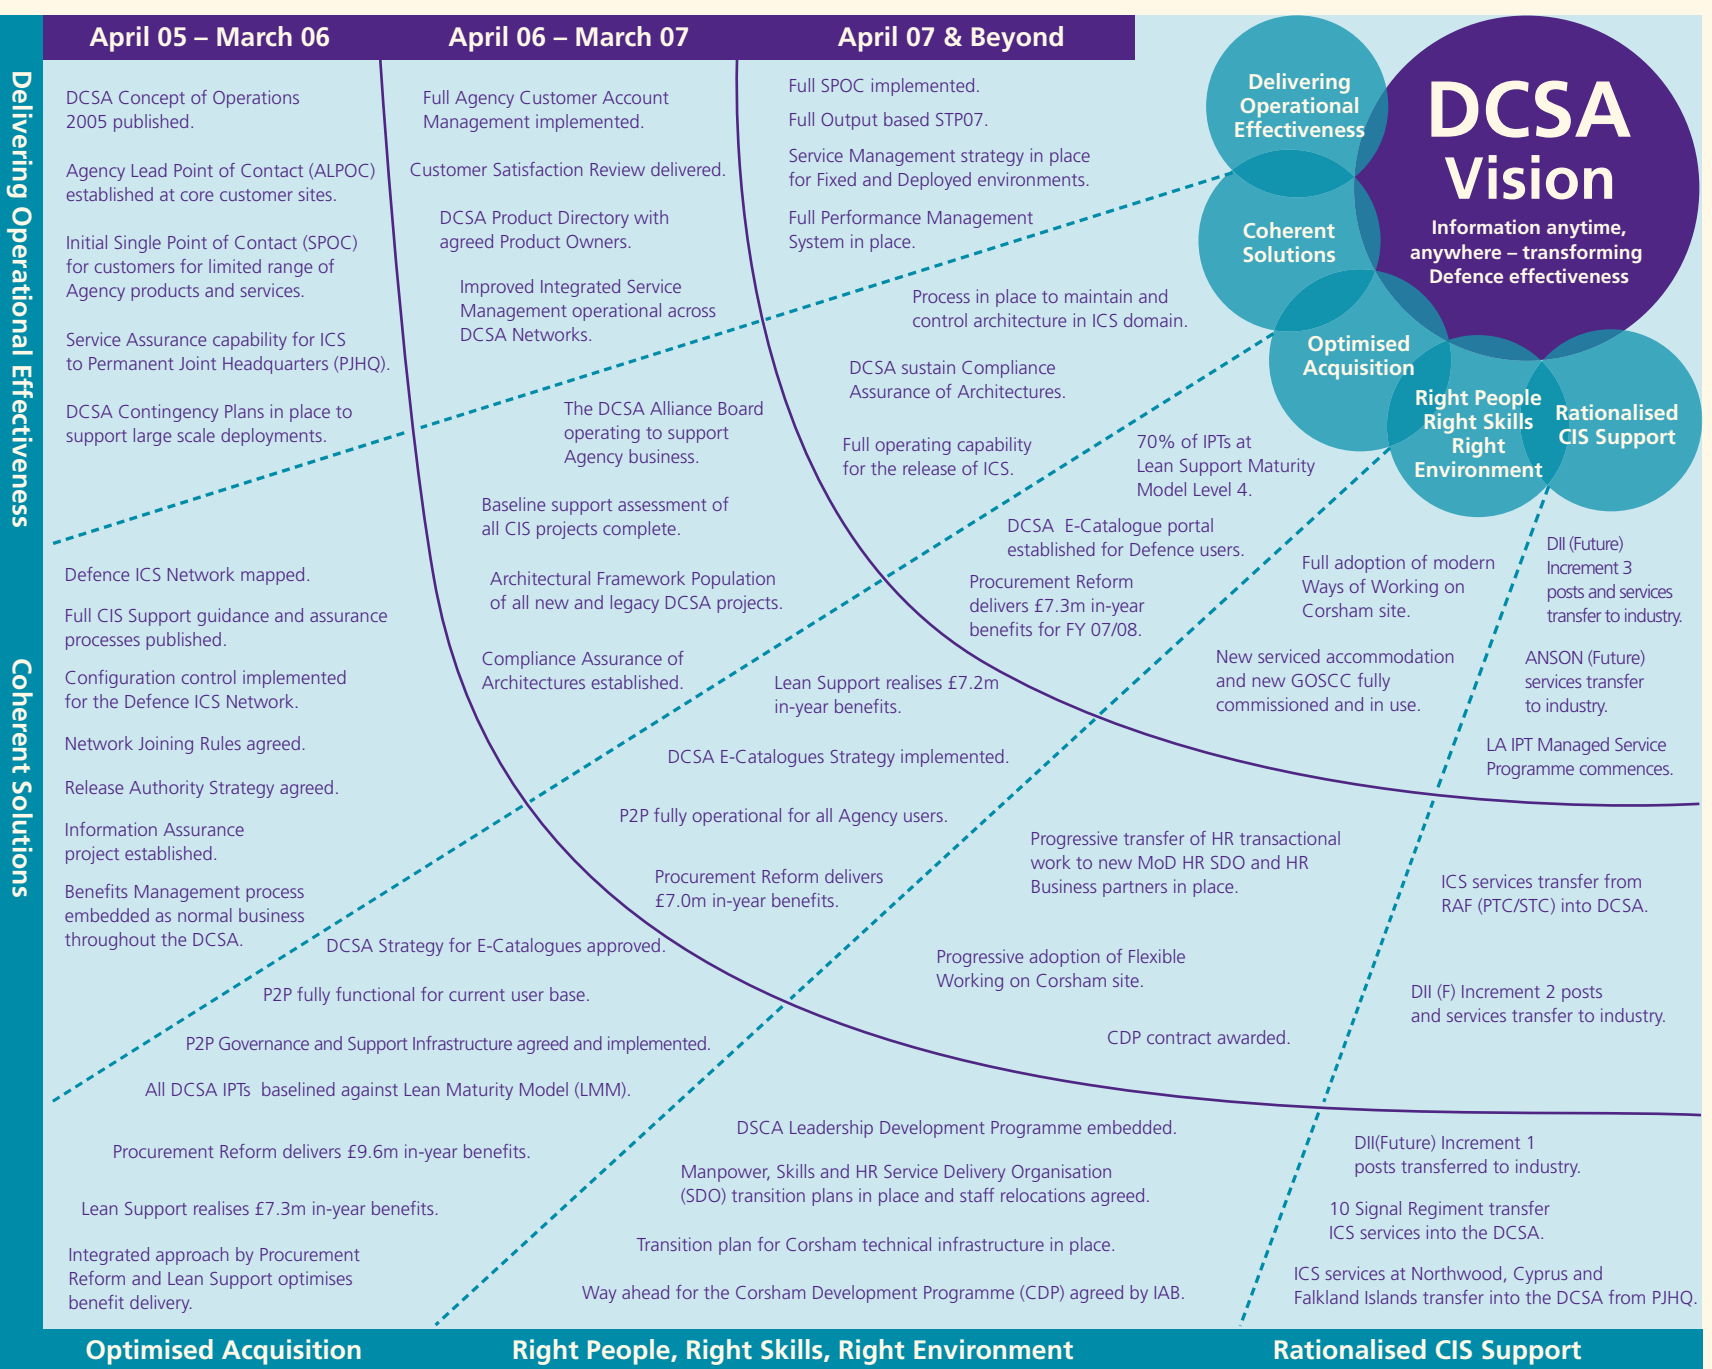 April 05 – March 06
April 06 – March 07
April 07 & Beyond
Delivering Operational Effectiveness
Coherent Solutions
DCSA Concept of Operations
2005 published.
Agency Lead Point of Contact (ALPOC)
established at core customer sites.
Initial Single Point of Contact (SPOC)
for customers for limited range of
Agency products and services.
Service Assurance capability for ICS
to Permanent Joint Headquarters (PJHQ).
DCSA Contingency Plans in place to
support large scale deployments.
Full Agency Customer Account
Management implemented.
Customer Satisfaction Review delivered.
DCSA Product Directory with
agreed Product Owners.
Improved Integrated Service
Management operational across
DCSA Networks.
Full SPOC implemented.
Full Output based STP07.
Service Management strategy in place
for Fixed and Deployed environments.
Full Performance Management
System in place.
Delivering
Operational
Effectiveness
Coherent
Solutions
Optimised
Acquisition
Right People
Right Skills
Right
Environment
Rationalised
CIS Support
DCSA
Vision
Information anytime,
anywhere – transforming
Defence effectiveness
Defence ICS Network mapped.
Full CIS Support guidance and assurance
processes published.
Configuration control implemented
for the Defence ICS Network.
Network Joining Rules agreed.
Release Authority Strategy agreed.
Information Assurance
project established.
Benefits Management process
embedded as normal business
throughout the DCSA.
The DCSA Alliance Board
operating to support
Agency business.
Baseline support assessment of
all CIS projects complete.
Architectural Framework Population
of all new and legacy DCSA projects.
Compliance Assurance of
Architectures established.
Process in place to maintain and
control architecture in ICS domain.
DCSA sustain Compliance
Assurance of Architectures.
Full operating capability
for the release of ICS.
70% of IPTs at
Lean Support Maturity
Model Level 4.
DCSA E-Catalogue portal
established for Defence users.
Procurement Reform
delivers £7.3m in-year
benefits for FY 07/08.
Lean Support realises £7.2m
in-year benefits.
DCSA E-Catalogues Strategy implemented.
P2P fully operational for all Agency users.
Procurement Reform delivers
£7.0m in-year benefits.
DCSA Strategy for E-Catalogues approved.
P2P fully functional for current user base.
P2P Governance and Support Infrastructure agreed and implemented.
All DCSA IPTs baselined against Lean Maturity Model (LMM).
Procurement Reform delivers £9.6m in-year benefits.
Lean Support realises £7.3m in-year benefits.
Integrated approach by Procurement
Reform and Lean Support optimises
benefit delivery.
Full adoption of modern
Ways of Working on
Corsham site.
New serviced accommodation
and new GOSCC fully
commissioned and in use.
Progressive transfer of HR transactional
work to new MoD HR SDO and HR
Business partners in place.
Progressive adoption of Flexible
Working on Corsham site.
CDP contract awarded.
DSCA Leadership Development Programme embedded.
Manpower, Skills and HR Service Delivery Organisation
(SDO) transition plans in place and staff relocations agreed.
Transition plan for Corsham technical infrastructure in place.
Way ahead for the Corsham Development Programme (CDP) agreed by IAB.
DII (Future)
Increment 3
posts and services
transfer to industry.
ANSON (Future)
services transfer
to industry.
LA IPT Managed Service
Programme commences.
ICS services transfer from
RAF (PTC/STC) into DCSA.
DII (F) Increment 2 posts
and services transfer to industry.
DII(Future) Increment 1
posts transferred to industry.
10 Signal Regiment transfer
ICS services into the DCSA.
ICS services at Northwood, Cyprus and
Falkland Islands transfer into the DCSA from PJHQ.
Optimised Acquisition
Right People, Right Skills, Right Environment
Rationalised CIS Support